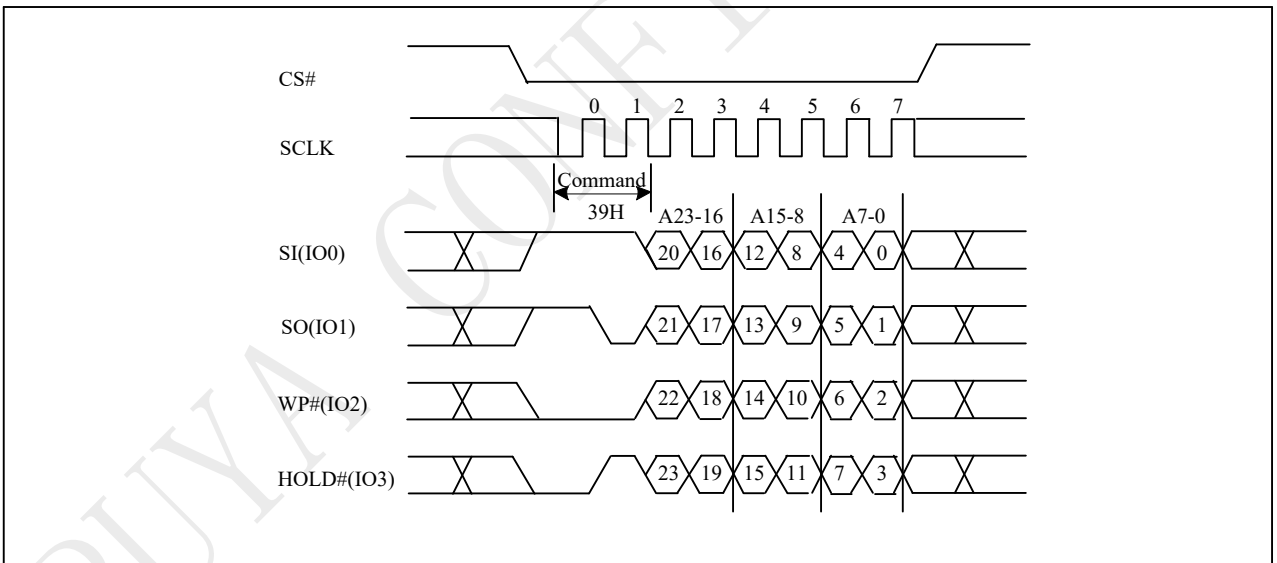 CS#
0 1 2 3 4 5 6 7
SCLK
Command
39H
A23-16 A15-8 A7-0
SI(IO0) 20 16 12 8 4 0
SO(IO1) 21 17 13 9 5 1
WP#(IO2) 22 18 14 10 6 2
HOLD#(IO3) 23 19 15 11 7 3